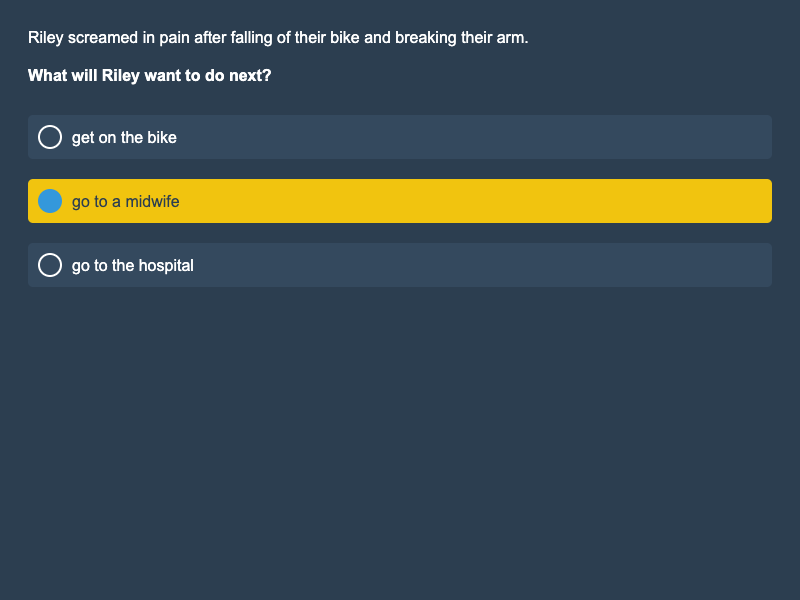 Riley screamed in pain after falling of their bike and breaking their arm.
What will Riley want to do next?
get on the bike
go to a midwife
go to the hospital